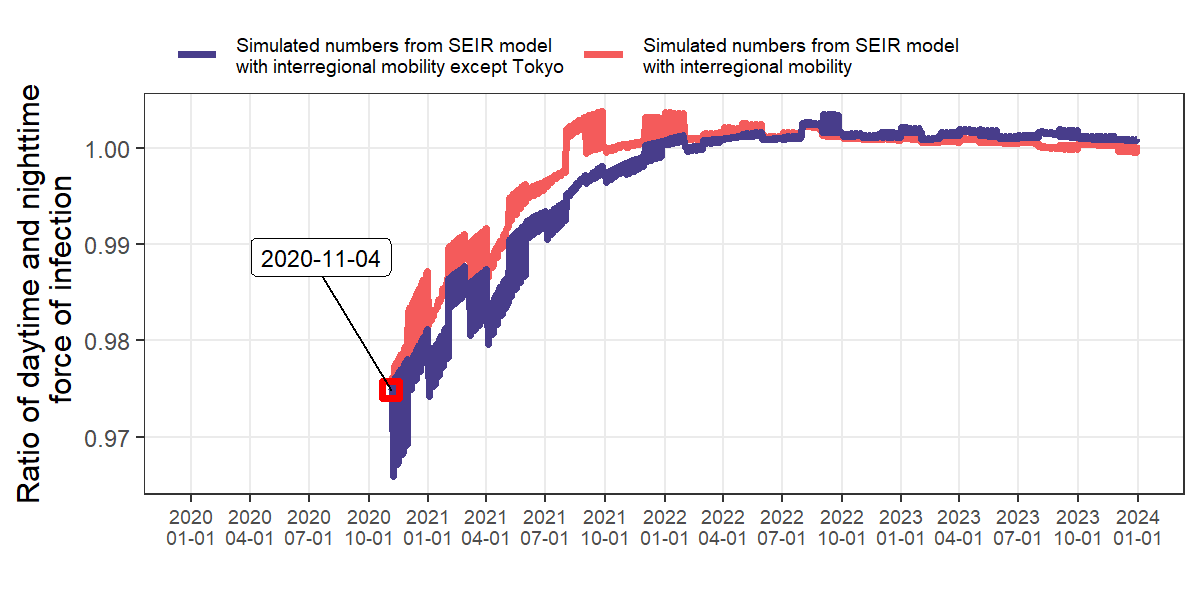 Simulated numbers from SEIR model
with interregional mobility except Tokyo
Simulated numbers from SEIR model
with interregional mobility
Ratio of daytime and nighttime
force of infection
1.00
0.99
0.98
0.97
2020-11-04
2020 2020 2020 2020 2021 2021 2021 2021 2022 2022 2022 2022 2023 2023 2023 2023 2024
01-01 04-01 07-01 10-01 01-01 04-01 07-01 10-01 01-01 04-01 07-01 10-01 01-01 04-01 07-01 10-01 01-01